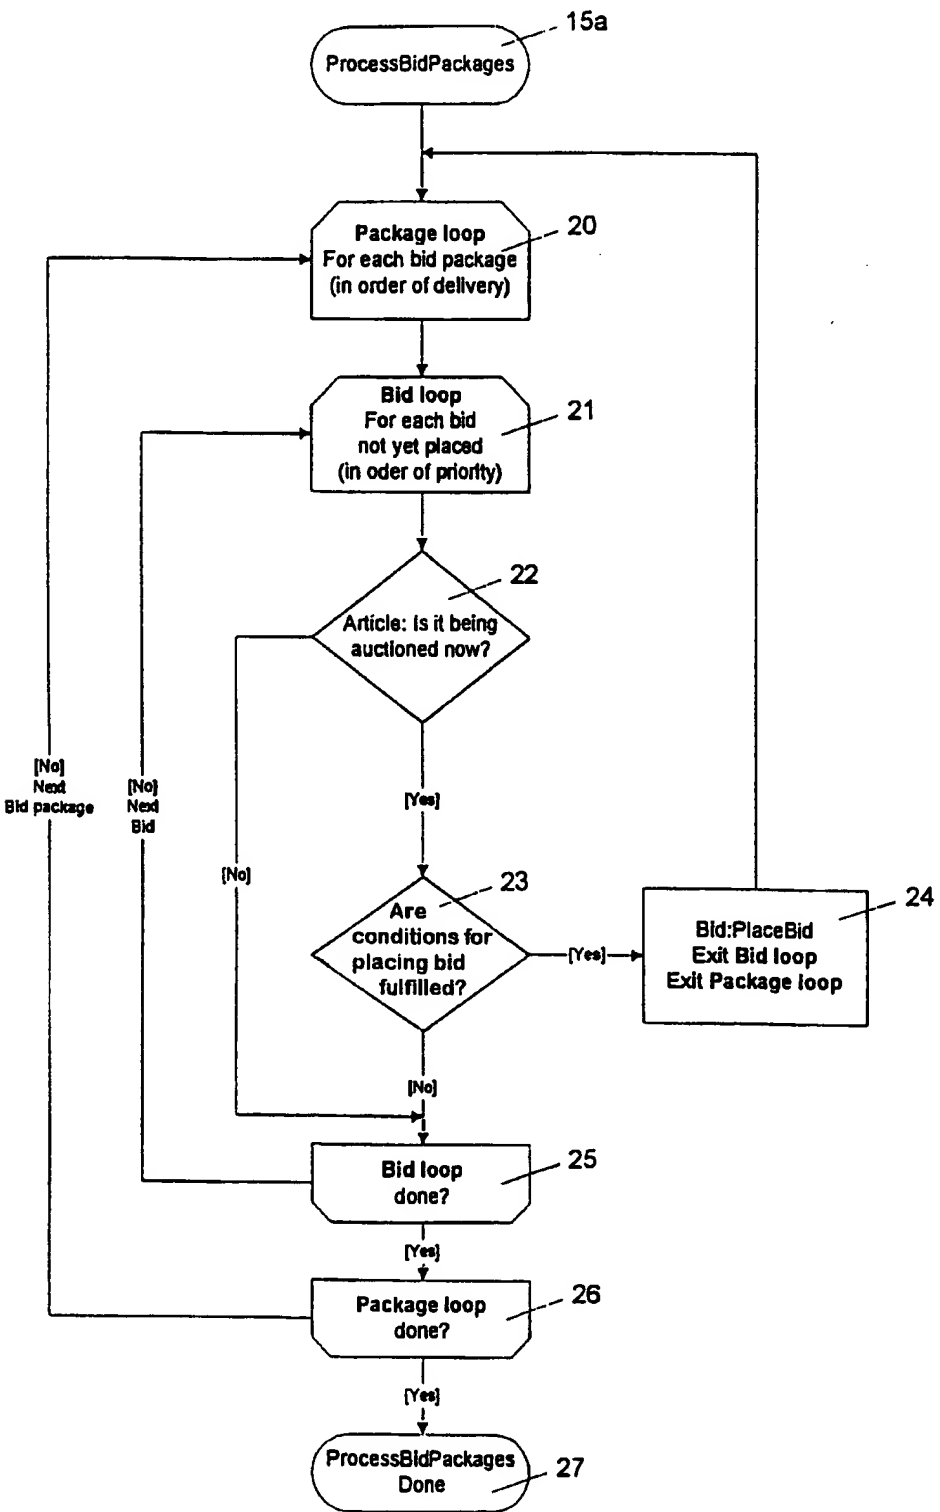 15a
ProcessBidPackages
20
Package loop
For each bid package
(in order of delivery)
Bid loop
For each bid
not yet placed
(in oder of priority)
21
22
Article: Is it being
auctioned now?
[No]
Next
Bid package
[No]
Next
Bid
[Yes]
[No]
23
Are
conditions for
placing bid
fulfilled?
[Yes]
24
Bid:PlaceBid
Exit Bid loop
Exit Package loop
[No]
Bid loop
done?
25
[Yes]
Package loop
done?
26
[Yes]
ProcessBidPackages
Done
27